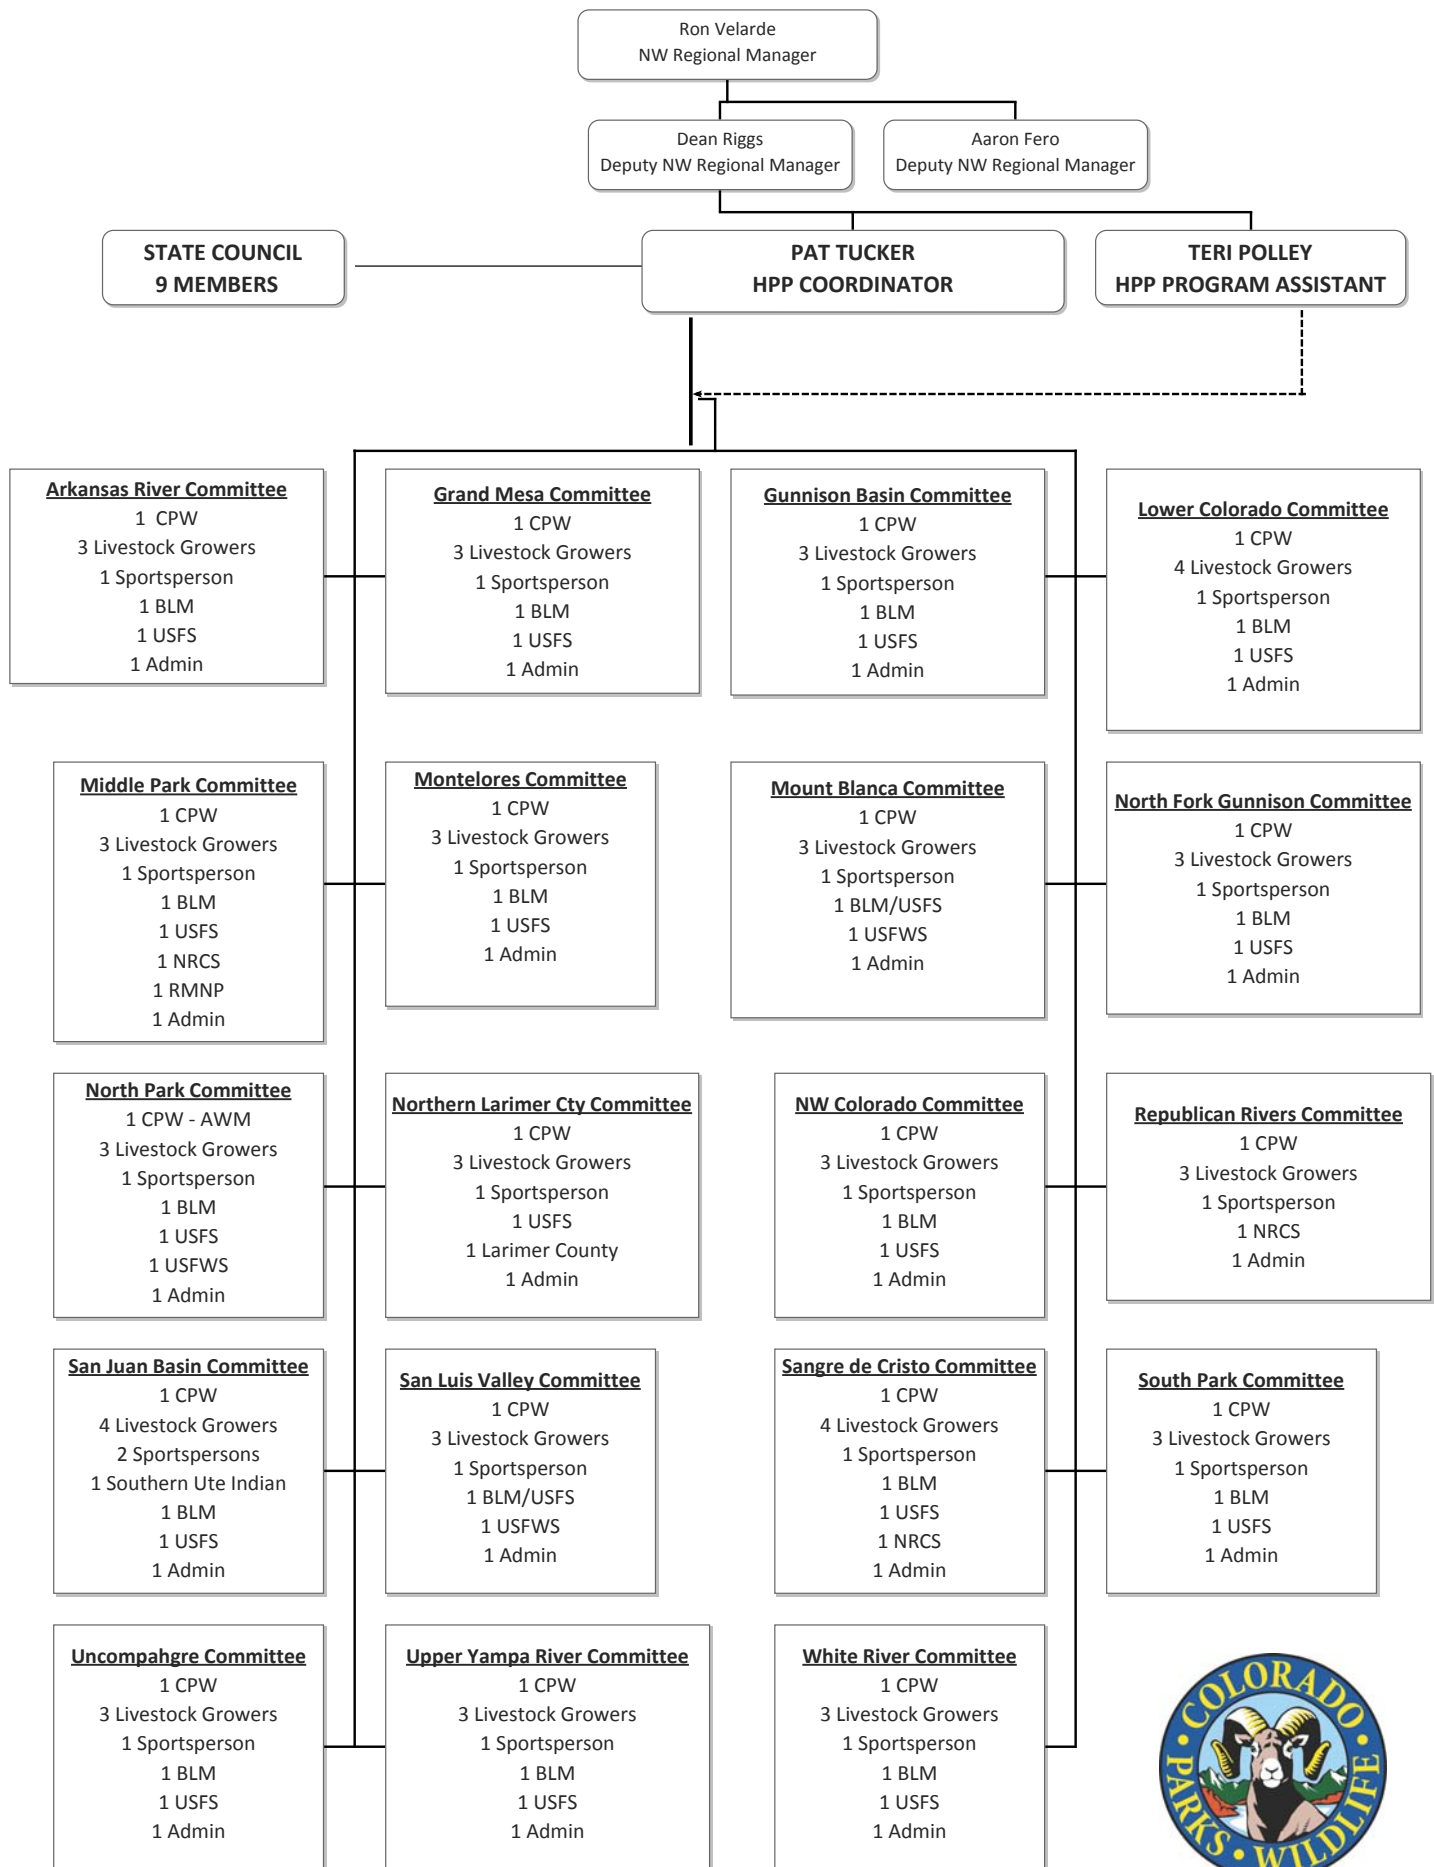 Ron Velarde
NW Regional Manager
Dean Riggs
Deputy NW Regional Manager
Aaron Fero
Deputy NW Regional Manager
STATE COUNCIL
9 MEMBERS
PAT TUCKER
HPP COORDINATOR
TERI POLLEY
HPP PROGRAM ASSISTANT
Arkansas River Committee
1 CPW
3 Livestock Growers
1 Sportsperson
1 BLM
1 USFS
1 Admin
Grand Mesa Committee
1 CPW
3 Livestock Growers
1 Sportsperson
1 BLM
1 USFS
1 Admin
Gunnison Basin Committee
1 CPW
3 Livestock Growers
1 Sportsperson
1 BLM
1 USFS
1 Admin
Lower Colorado Committee
1 CPW
4 Livestock Growers
1 Sportsperson
1 BLM
1 USFS
1 Admin
Middle Park Committee
1 CPW
3 Livestock Growers
1 Sportsperson
1 BLM
1 USFS
1 NRCS
1 RMNP
1 Admin
Montelores Committee
1 CPW
3 Livestock Growers
1 Sportsperson
1 BLM
1 USFS
1 Admin
Mount Blanca Committee
1 CPW
3 Livestock Growers
1 Sportsperson
1 BLM/USFS
1 USFWS
1 Admin
North Fork Gunnison Committee
1 CPW
3 Livestock Growers
1 Sportsperson
1 BLM
1 USFS
1 Admin
North Park Committee
1 CPW - AWM
3 Livestock Growers
1 Sportsperson
1 BLM
1 USFS
1 USFWS
1 Admin
Northern Larimer Cty Committee
1 CPW
3 Livestock Growers
1 Sportsperson
1 USFS
1 Larimer County
1 Admin
NW Colorado Committee
1 CPW
3 Livestock Growers
1 Sportsperson
1 BLM
1 USFS
1 Admin
Republican Rivers Committee
1 CPW
3 Livestock Growers
1 Sportsperson
1 NRCS
1 Admin
San Juan Basin Committee
1 CPW
4 Livestock Growers
2 Sportspersons
1 Southern Ute Indian
1 BLM
1 USFS
1 Admin
San Luis Valley Committee
1 CPW
3 Livestock Growers
1 Sportsperson
1 BLM/USFS
1 USFWS
1 Admin
Sangre de Cristo Committee
1 CPW
4 Livestock Growers
1 Sportsperson
1 BLM
1 USFS
1 NRCS
1 Admin
South Park Committee
1 CPW
3 Livestock Growers
1 Sportsperson
1 BLM
1 USFS
1 Admin
Uncompahgre Committee
1 CPW
3 Livestock Growers
1 Sportsperson
1 BLM
1 USFS
1 Admin
Upper Yampa River Committee
1 CPW
3 Livestock Growers
1 Sportsperson
1 BLM
1 USFS
1 Admin
White River Committee
1 CPW
3 Livestock Growers
1 Sportsperson
1 BLM
1 USFS
1 Admin
COLORADO
PARKS • WILDLIFE